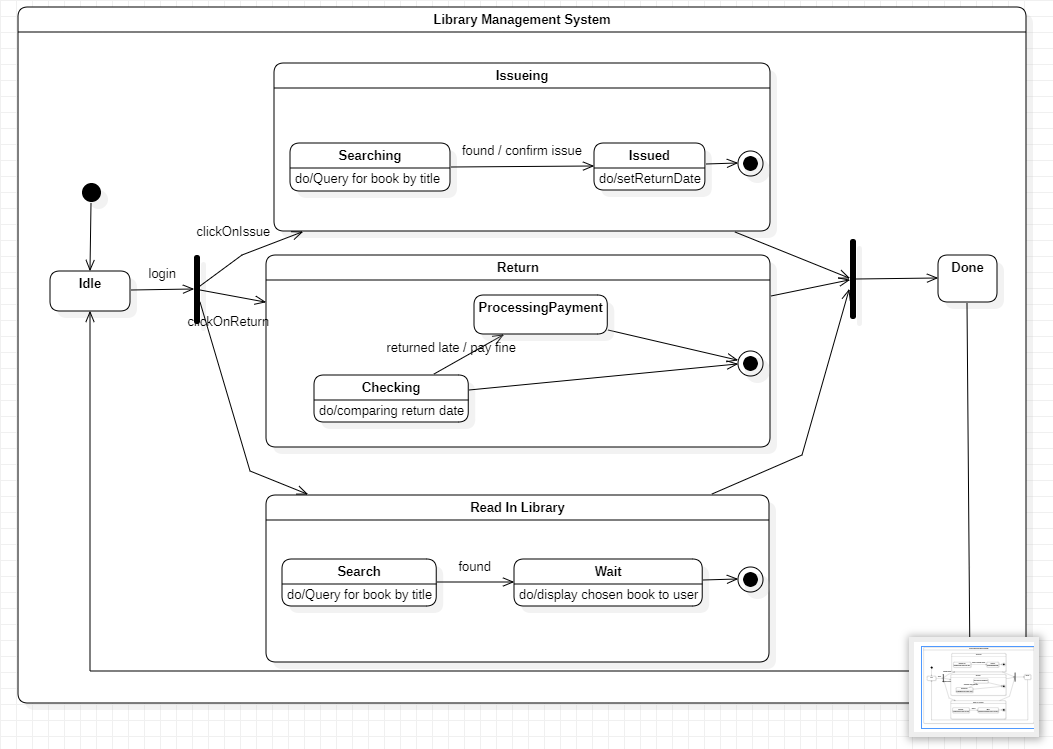 Library Management System
Issueing
Searching
do/Query for book by title
found / confirm issue
Issued
do/setReturnDate
clickOnIssue
Idle
login
clickOnReturn
Return
ProcessingPayment
returned late / pay fine
Checking
do/comparing return date
Done
Read In Library
Search
do/Query for book by title
found
Wait
do/display chosen book to user